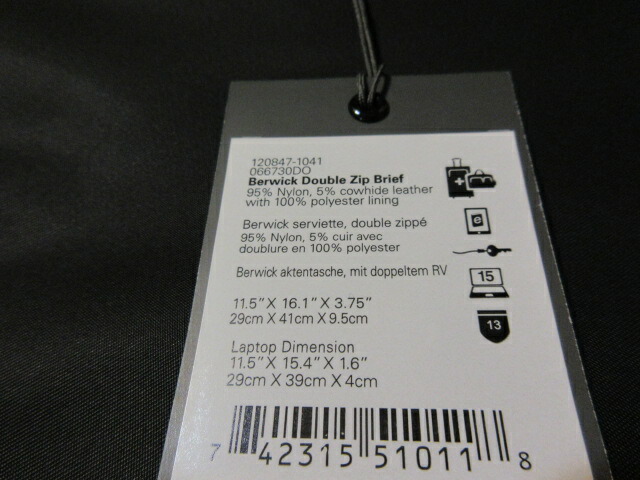 120847-1041
066730DO
Berwick Double Zip Brief
95% Nylon, 5% cowhide leather
with 100% polyester lining
Berwick serviette, double zippé
95% Nylon, 5% cuir avec
doublure en 100% polyester
Berwick aktentasche, mit doppeltem RV
11.5" X 16.1" X 3.75"
29cm X 41cm X 9.5cm
Laptop Dimension
11.5" X 15.4" X 1.6"
29cm X 39cm X 4cm
e
15
13
7 42315 51011 8